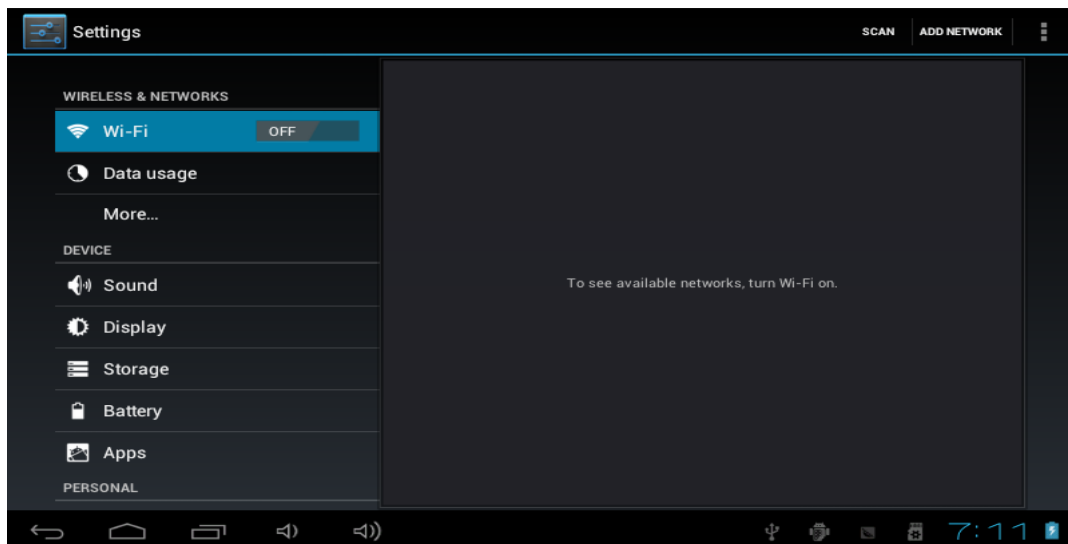 Settings
SCAN
ADD NETWORK
WIRELESS & NETWORKS
Wi-Fi
OFF
Data usage
More...
DEVICE
Sound
To see available networks, turn Wi-Fi on.
Display
Storage
Battery
Apps
PERSONAL
7:11